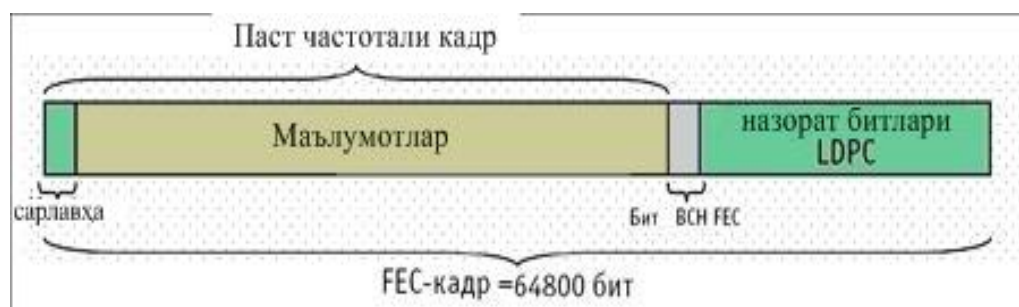 Паст частотали кадр
Маълумотлар
назорат битлари
LDPC
сарлавҳа
Бит BCH FEC
FEC-кадр =64800 бит